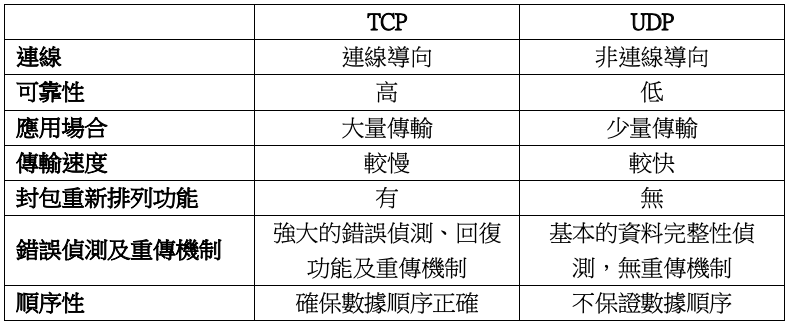 TCP UDP
連線 連線導向 非連線導向
可靠性 高 低
應用場合 大量傳輸 少量傳輸
傳輸速度 較慢 較快
封包重新排列功能 有 無
錯誤偵測及重傳機制 強大的錯誤偵測、回復 基本的資料完整性偵
功能及重傳機制 測，無重傳機制
順序性 確保數據順序正確 不保證數據順序